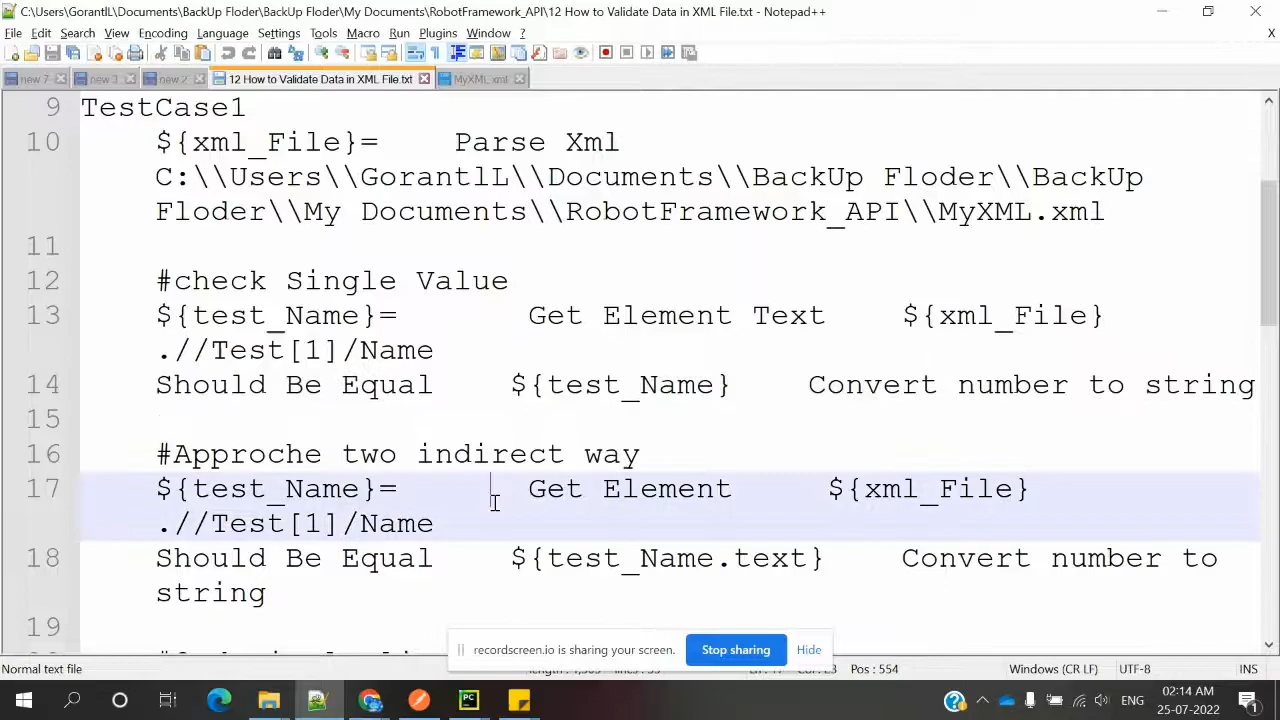 C:\Users\GorantlL\Documents\BackUp Floder\BackUp Floder\My Documents\RobotFramework_API\12 How to Validate Data in XML File.txt - Notepad++
File Edit Search View Encoding Language Settings Tools Macro Run Plugins Window ? X
new 7 new 3 new 2 12 How to Validate Data in XML File.txt MyXML.xml
9 TestCase1
10 ${xml_File}= Parse Xml
C:\\Users\\GorantlL\\Documents\\BackUp Floder\\BackUp
Floder\\My Documents\\RobotFramework_API\\MyXML.xml
11
12 #check Single Value
13 ${test_Name}= Get Element Text ${xml_File}
.//Test[1]/Name
14 Should Be Equal ${test_Name} Convert number to string
15
16 #Approche two indirect way
17 ${test_Name}= Get Element ${xml_File}
.//Test[1]/Name
18 Should Be Equal ${test_Name.text} Convert number to
string
19
recordscreen.io is sharing your screen. Stop sharing Hide
Normal text file Pos : 554 Windows (CR LF) UTF-8 INS
ENG 02:14 AM
25-07-2022